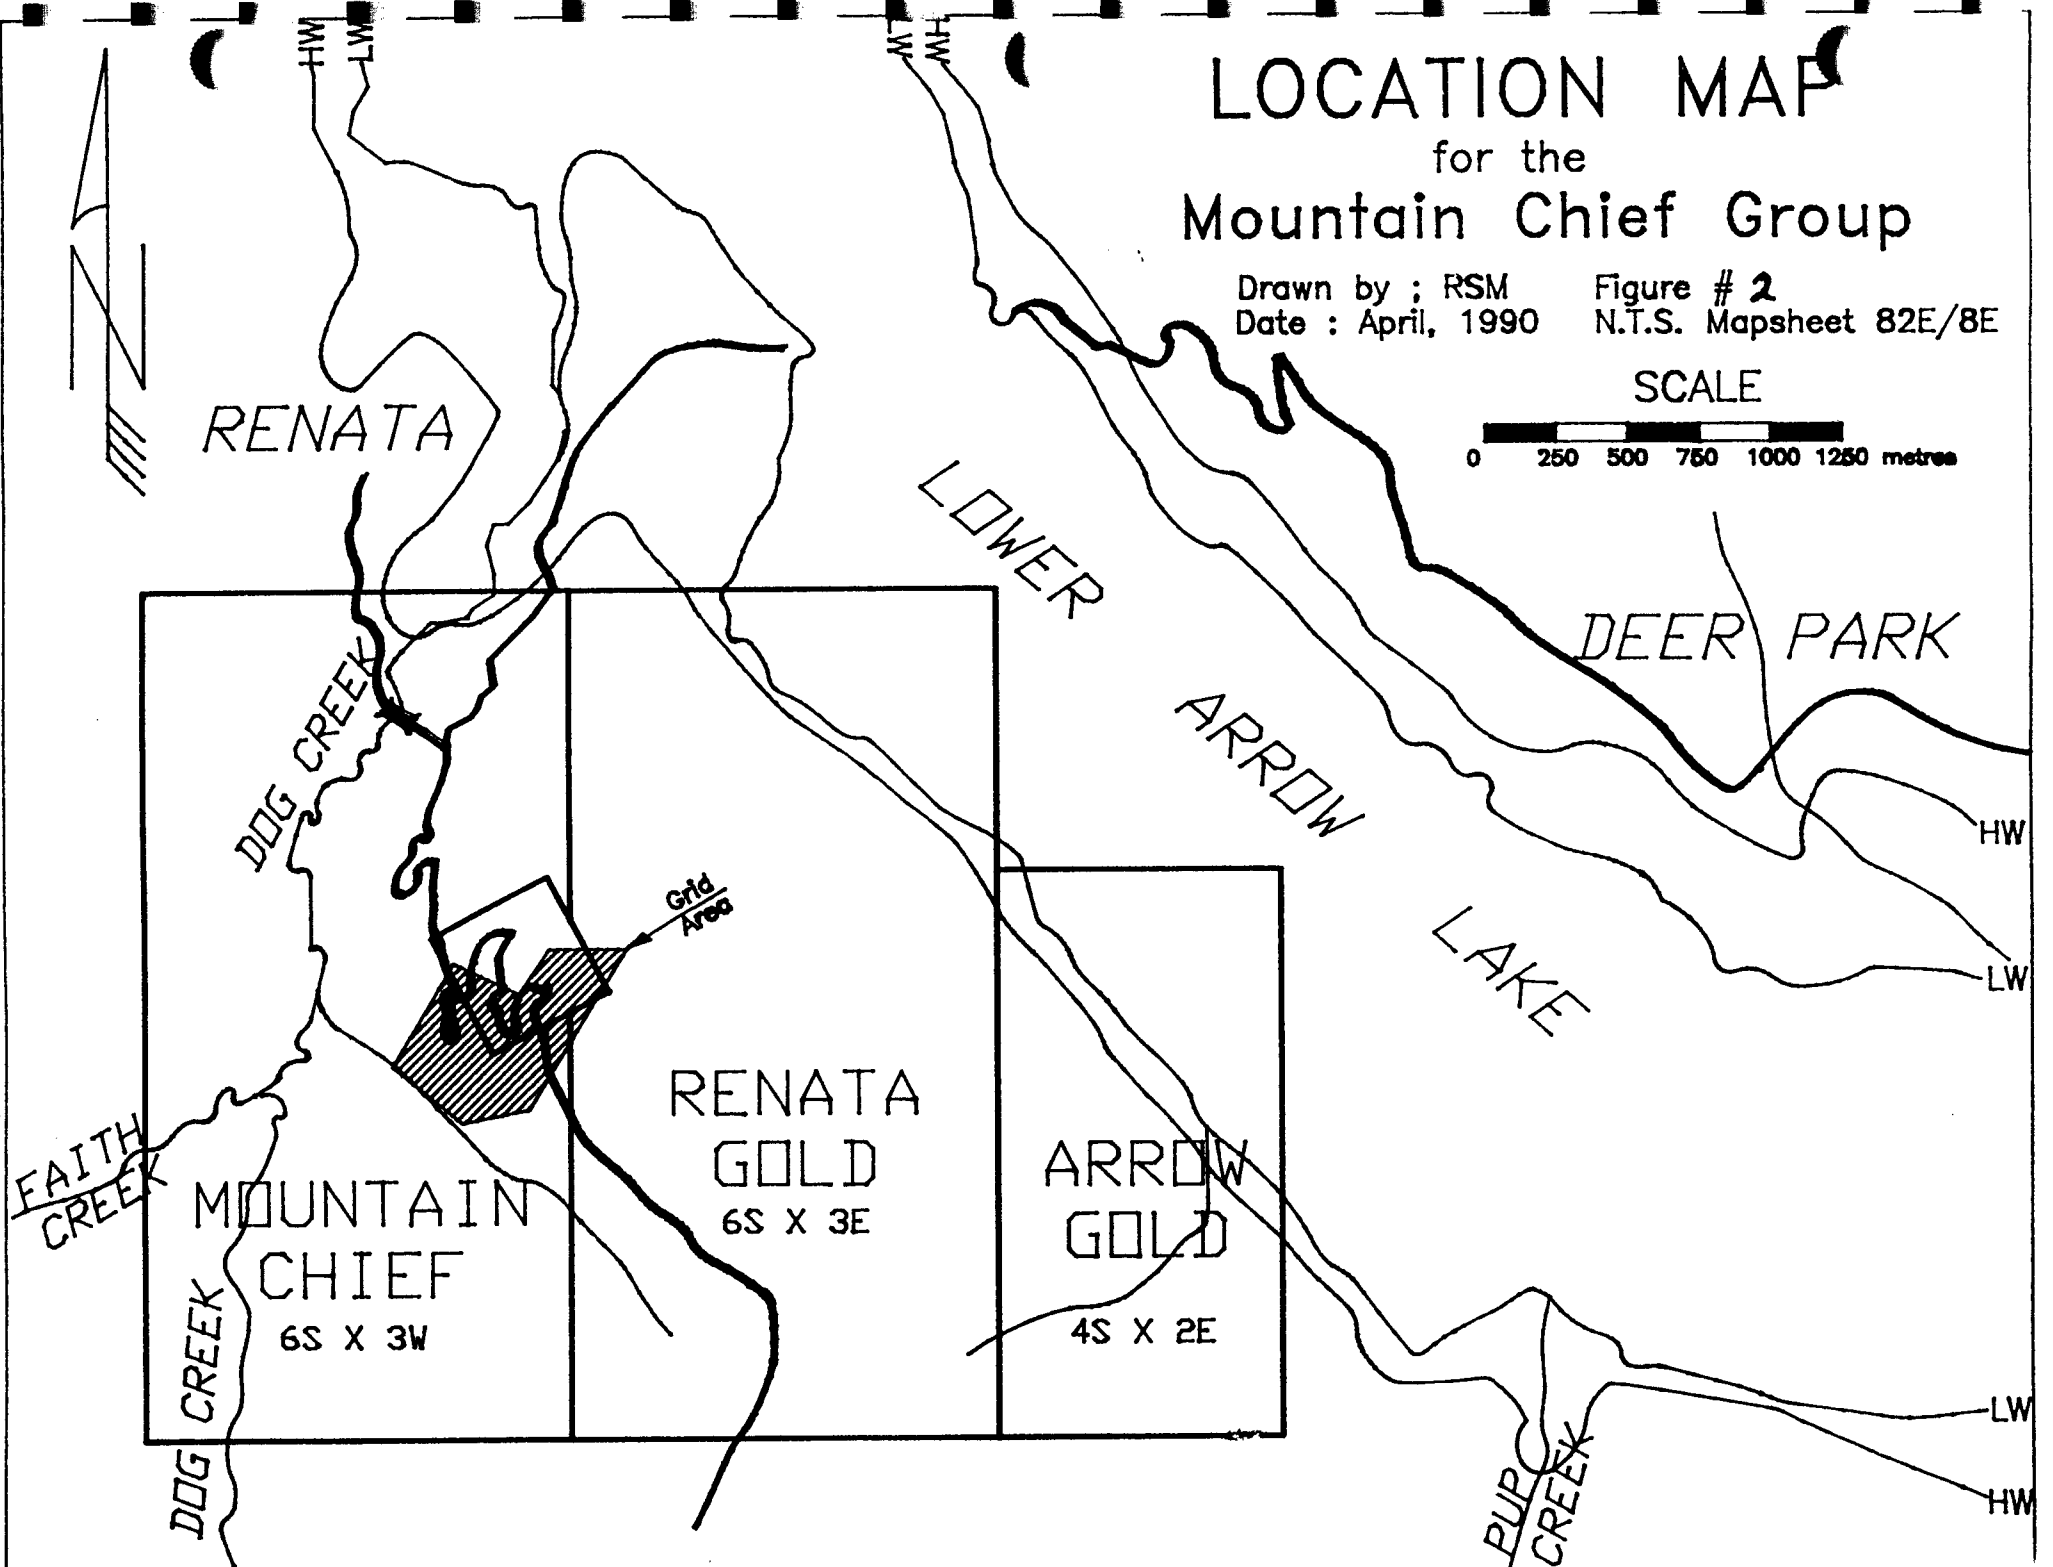 HW
LW
LW
HW
LOCATION MAP
for the
Mountain Chief Group
Drawn by ; RSM Figure # 2
Date : April, 1990 N.T.S. Mapsheet 82E/8E
SCALE
0 250 500 750 1000 1250 metres
N
RENATA
LOWER
ARROW
LAKE
DEER PARK
HW
LW
DOG CREEK
Grid
Area
FAITH
CREEK
MOUNTAIN
CHIEF
6S X 3W
RENATA
GOLD
6S X 3E
ARROW
GOLD
4S X 2E
DOG CREEK
LW
HW
PUP
CREEK